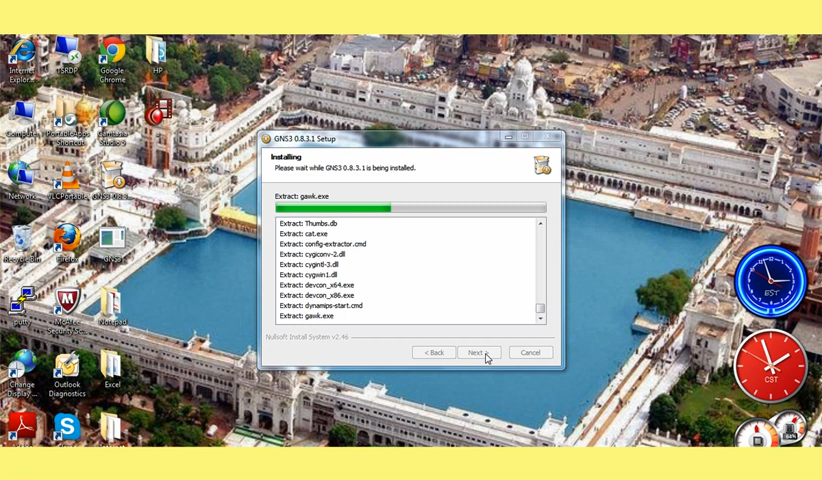 Internet
Explor...
TSRDP
Google
Chrome
HP
Computer
PortableApps
Shortcut
Camtasia
Studio 8
Network
VLCPortable
GNS3-0.8...
Recycle Bin
Firefox
GNS3
putty
McAfee
Security Sc...
Notepad
Change
Display ...
Outlook
Diagnostics
Excel
GNS3 0.8.3.1 Setup
Installing
Please wait while GNS3 0.8.3.1 is being installed.
Extract: gawk.exe
Extract: Thumbs.db
Extract: cat.exe
Extract: config-extractor.cmd
Extract: cygiconv-2.dll
Extract: cygintl-3.dll
Extract: cygwin1.dll
Extract: devcon_x64.exe
Extract: devcon_x86.exe
Extract: dynamips-start.cmd
Extract: gawk.exe
Nullsoft Install System v2.46
< Back
Next >
Cancel
EST
CST
64%